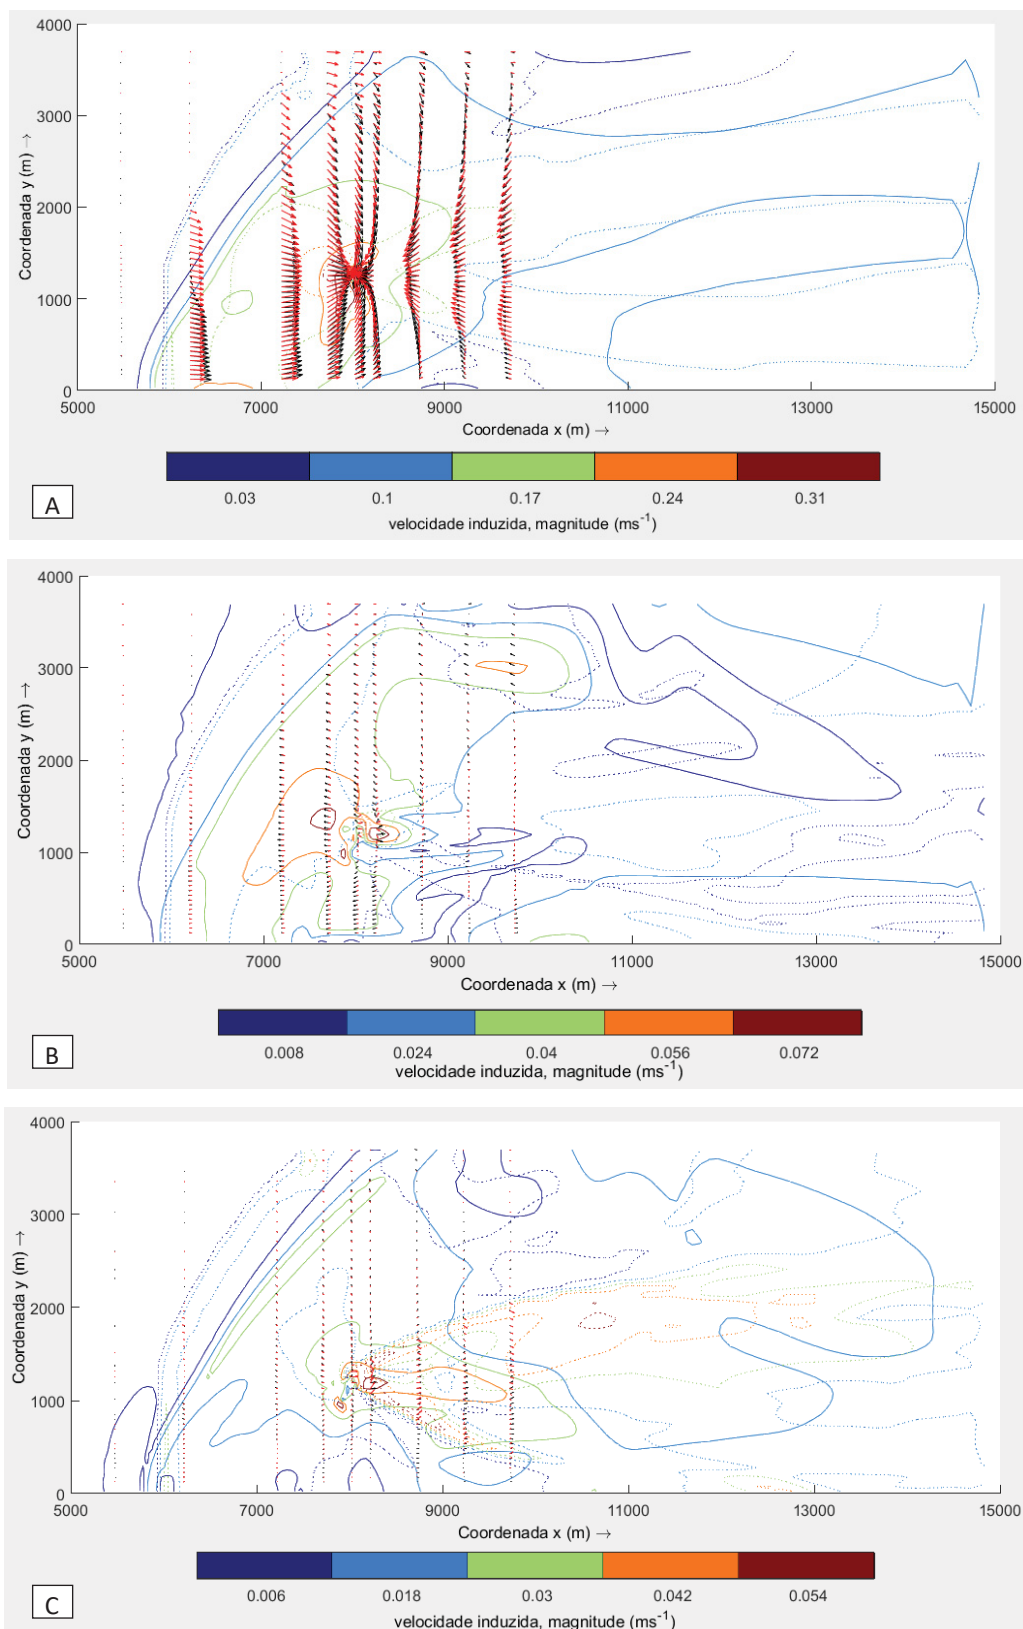 4000
3000
2000
1000
0
Coordenada y (m) →
5000 7000 9000 11000 13000 15000
Coordenada x (m) →
0.03 0.1 0.17 0.24 0.31
velocidade induzida, magnitude (ms⁻¹)
A
4000
3000
2000
1000
0
Coordenada y (m) →
5000 7000 9000 11000 13000 15000
Coordenada x (m) →
0.008 0.024 0.04 0.056 0.072
velocidade induzida, magnitude (ms⁻¹)
B
4000
3000
2000
1000
0
Coordenada y (m) →
5000 7000 9000 11000 13000 15000
Coordenada x (m) →
0.006 0.018 0.03 0.042 0.054
velocidade induzida, magnitude (ms⁻¹)
C